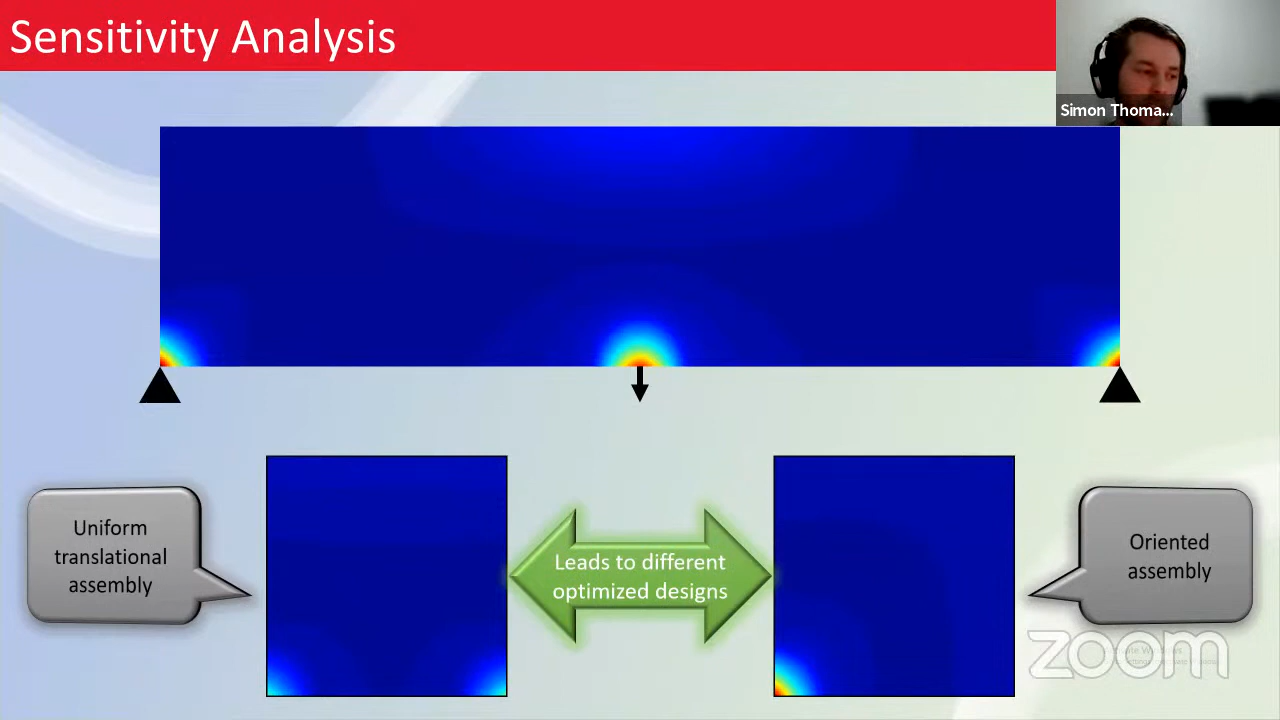 Sensitivity Analysis
Simon Thoma...
Uniform
translational
assembly
Leads to different
optimized designs
Oriented
assembly
zoom